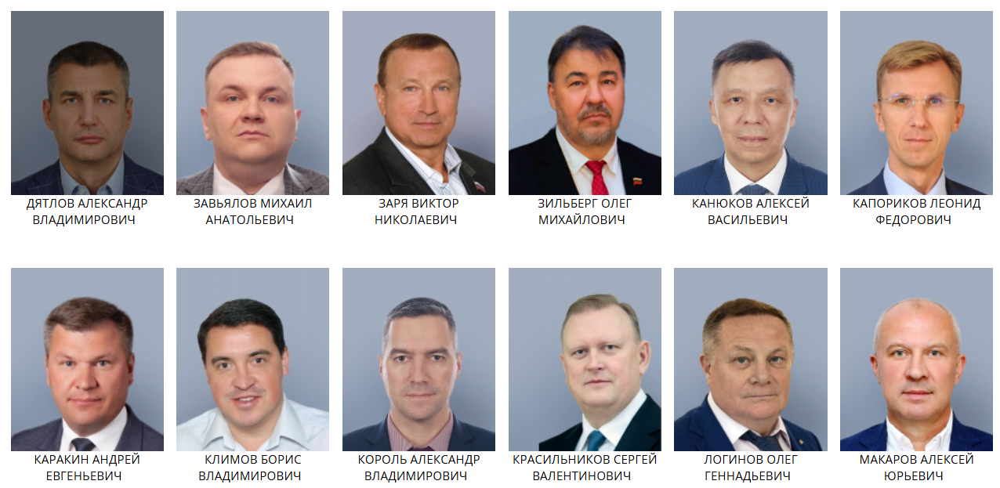 ДЯТЛОВ АЛЕКСАНДР
ВЛАДИМИРОВИЧ
ЗАВЬЯЛОВ МИХАИЛ
АНАТОЛЬЕВИЧ
ЗАРЯ ВИКТОР
НИКОЛАЕВИЧ
ЗИЛЬБЕРГ ОЛЕГ
МИХАЙЛОВИЧ
КАНЮКОВ АЛЕКСЕЙ
ВАСИЛЬЕВИЧ
КАПОРИКОВ ЛЕОНИД
ФЕДОРОВИЧ
КАРАКИН АНДРЕЙ
ЕВГЕНЬЕВИЧ
КЛИМОВ БОРИС
ВЛАДИМИРОВИЧ
КОРОЛЬ АЛЕКСАНДР
ВЛАДИМИРОВИЧ
КРАСИЛЬНИКОВ СЕРГЕЙ
ВАЛЕНТИНОВИЧ
ЛОГИНОВ ОЛЕГ
ГЕННАДЬЕВИЧ
МАКАРОВ АЛЕКСЕЙ
ЮРЬЕВИЧ